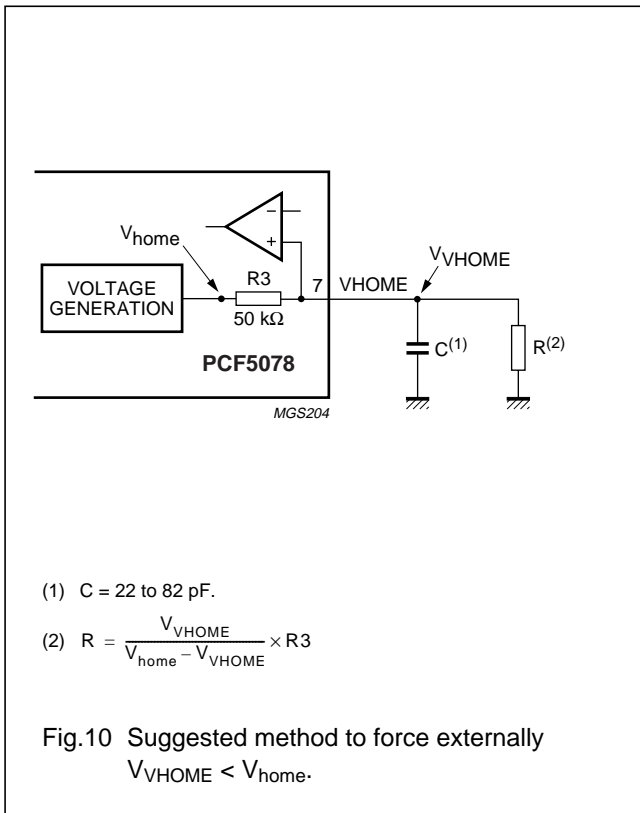 V_home
VOLTAGE
GENERATION
−
+
R3
50 kΩ
7
VHOME
V_VHOME
C(1)
R(2)
PCF5078
MGS204
(1) C = 22 to 82 pF.
(2) R = V_VHOME / (V_home − V_VHOME) × R3
Fig.10 Suggested method to force externally
V_VHOME < V_home.